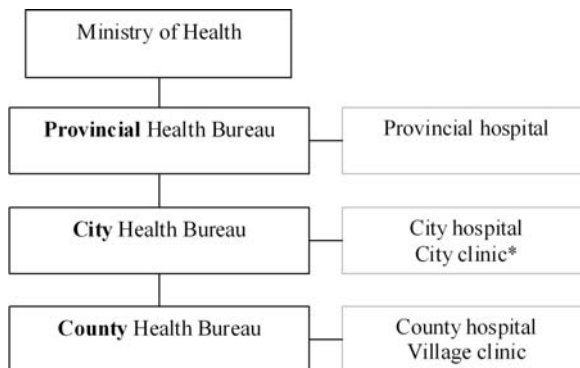 Ministry of Health
Provincial Health Bureau
Provincial hospital
City Health Bureau
City hospital
City clinic*
County Health Bureau
County hospital
Village clinic